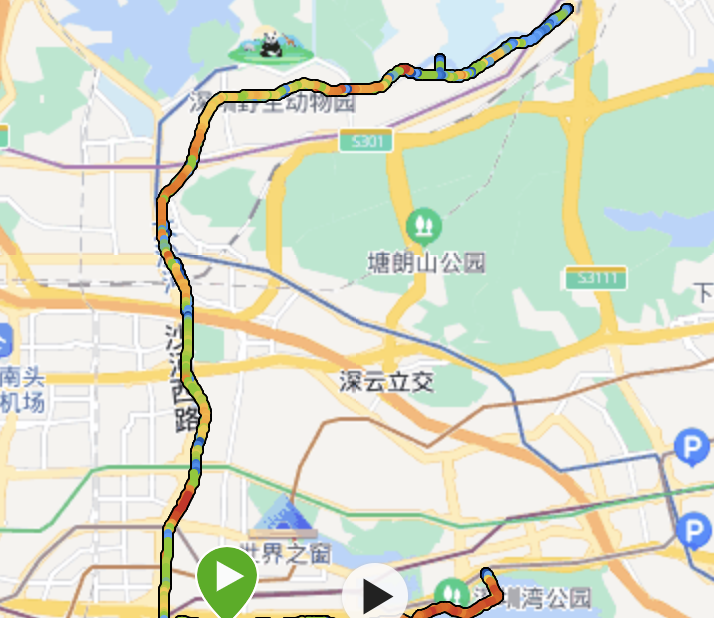 深圳野生动物园
S301
塘朗山公园
S3111
下
沙河西路
南头
机场
深云立交
P
世界之窗
P
深圳湾公园